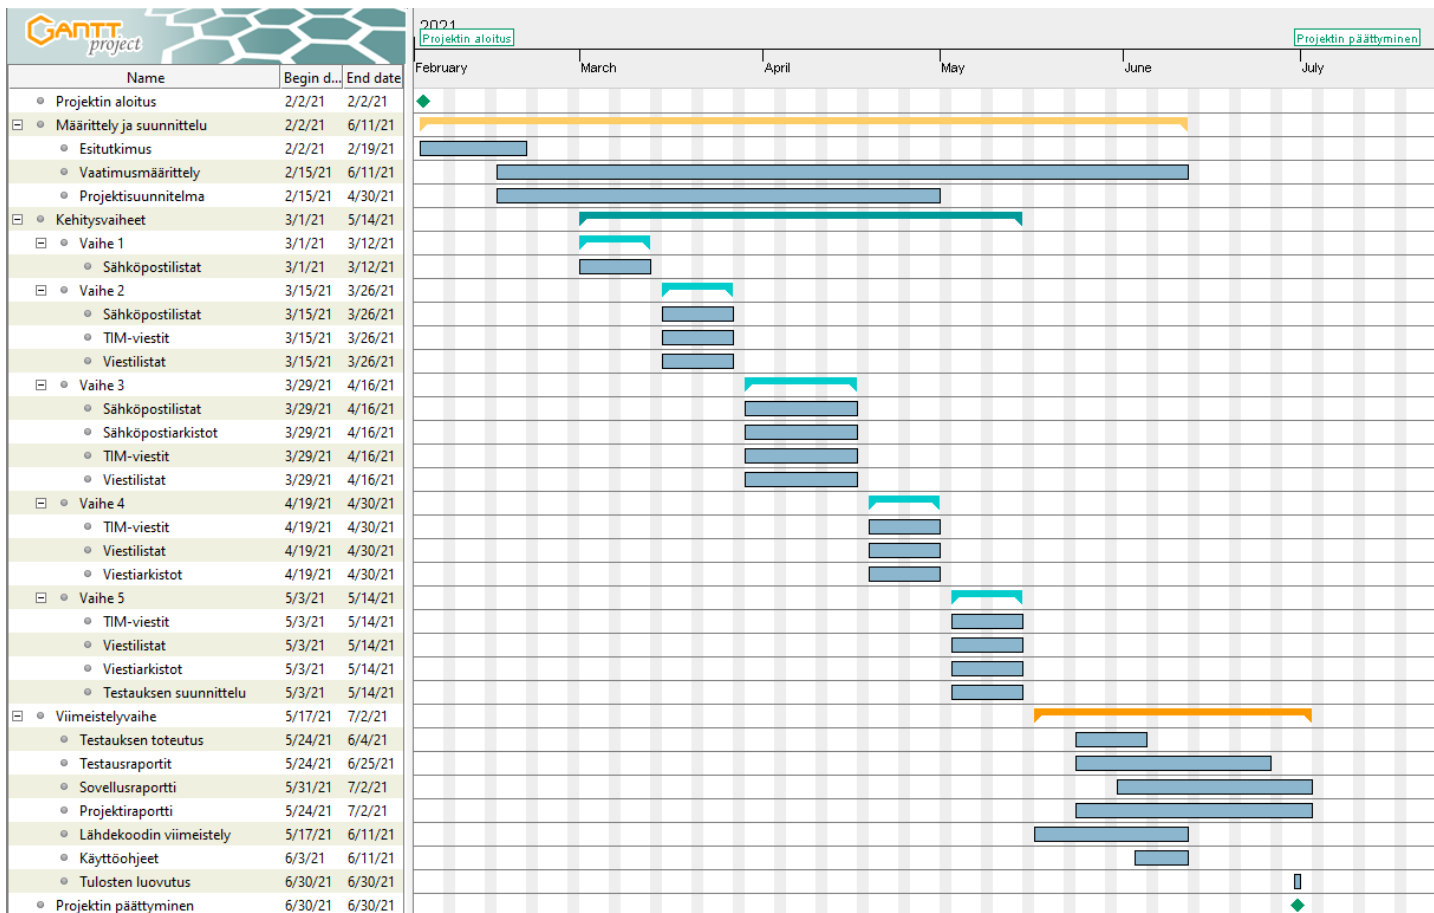 GANTT
project
2021
Projektin aloitus
Projektin päättyminen
February March April May June July
Name Begin d... End date
Projektin aloitus 2/2/21 2/2/21
Määrittely ja suunnittelu 2/2/21 6/11/21
Esitutkimus 2/2/21 2/19/21
Vaatimusmäärittely 2/15/21 6/11/21
Projektisuunnitelma 2/15/21 4/30/21
Kehitysvaiheet 3/1/21 5/14/21
Vaihe 1 3/1/21 3/12/21
Sähköpostilistat 3/1/21 3/12/21
Vaihe 2 3/15/21 3/26/21
Sähköpostilistat 3/15/21 3/26/21
TIM-viestit 3/15/21 3/26/21
Viestilistat 3/15/21 3/26/21
Vaihe 3 3/29/21 4/16/21
Sähköpostilistat 3/29/21 4/16/21
Sähköpostiarkistot 3/29/21 4/16/21
TIM-viestit 3/29/21 4/16/21
Viestilistat 3/29/21 4/16/21
Vaihe 4 4/19/21 4/30/21
TIM-viestit 4/19/21 4/30/21
Viestilistat 4/19/21 4/30/21
Viestiarkistot 4/19/21 4/30/21
Vaihe 5 5/3/21 5/14/21
TIM-viestit 5/3/21 5/14/21
Viestilistat 5/3/21 5/14/21
Viestiarkistot 5/3/21 5/14/21
Testauksen suunnittelu 5/3/21 5/14/21
Viimeistelyvaihe 5/17/21 7/2/21
Testauksen toteutus 5/24/21 6/4/21
Testausraportit 5/24/21 6/25/21
Sovellusraportti 5/31/21 7/2/21
Projektiraportti 5/24/21 7/2/21
Lähdekoodin viimeistely 5/17/21 6/11/21
Käyttöohjeet 6/3/21 6/11/21
Tulosten luovutus 6/30/21 6/30/21
Projektin päättyminen 6/30/21 6/30/21